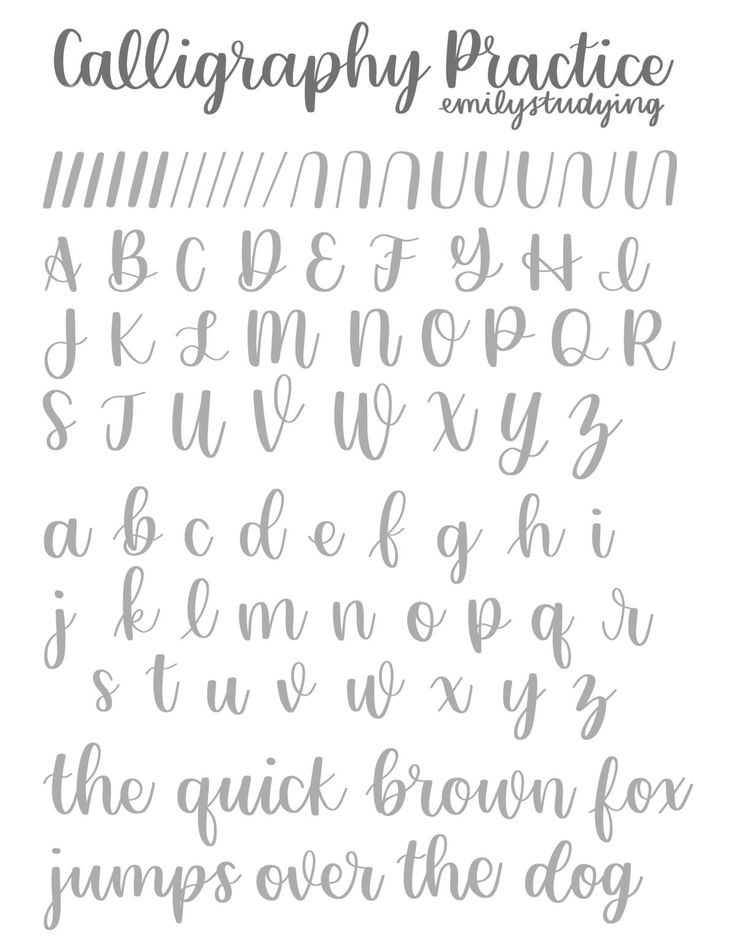 Calligraphy Practice
emilystudying
A B C D E F G H I
J K L M N O P Q R
S T U V W X Y Z
a b c d e f g h i
j k l m n o p q r
s t u v w x y z
the quick brown fox
jumps over the dog